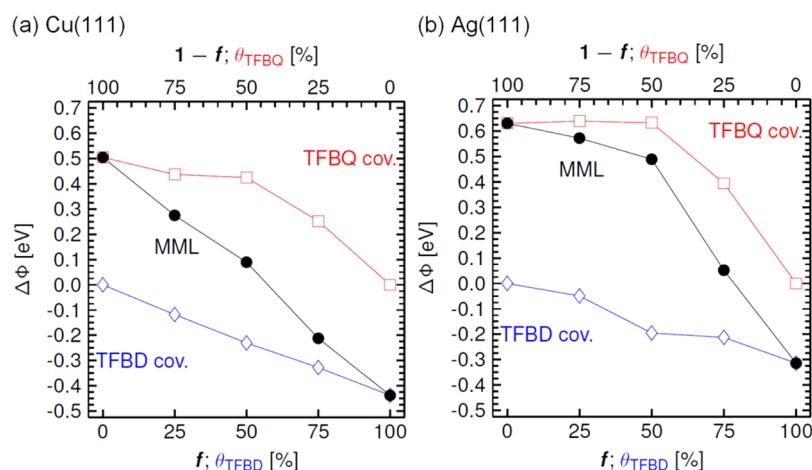 (a) Cu(111)
1 − f; θTFBQ [%]
100 75 50 25 0
0.7
0.6
0.5
0.4
0.3
0.2
0.1
0.0
-0.1
-0.2
-0.3
-0.4
-0.5
ΔΦ [eV]
TFBQ cov.
MML
TFBD cov.
0 25 50 75 100
f; θTFBD [%]
(b) Ag(111)
1 − f; θTFBQ [%]
100 75 50 25 0
0.7
0.6
0.5
0.4
0.3
0.2
0.1
0.0
-0.1
-0.2
-0.3
-0.4
-0.5
ΔΦ [eV]
TFBQ cov.
MML
TFBD cov.
0 25 50 75 100
f; θTFBD [%]